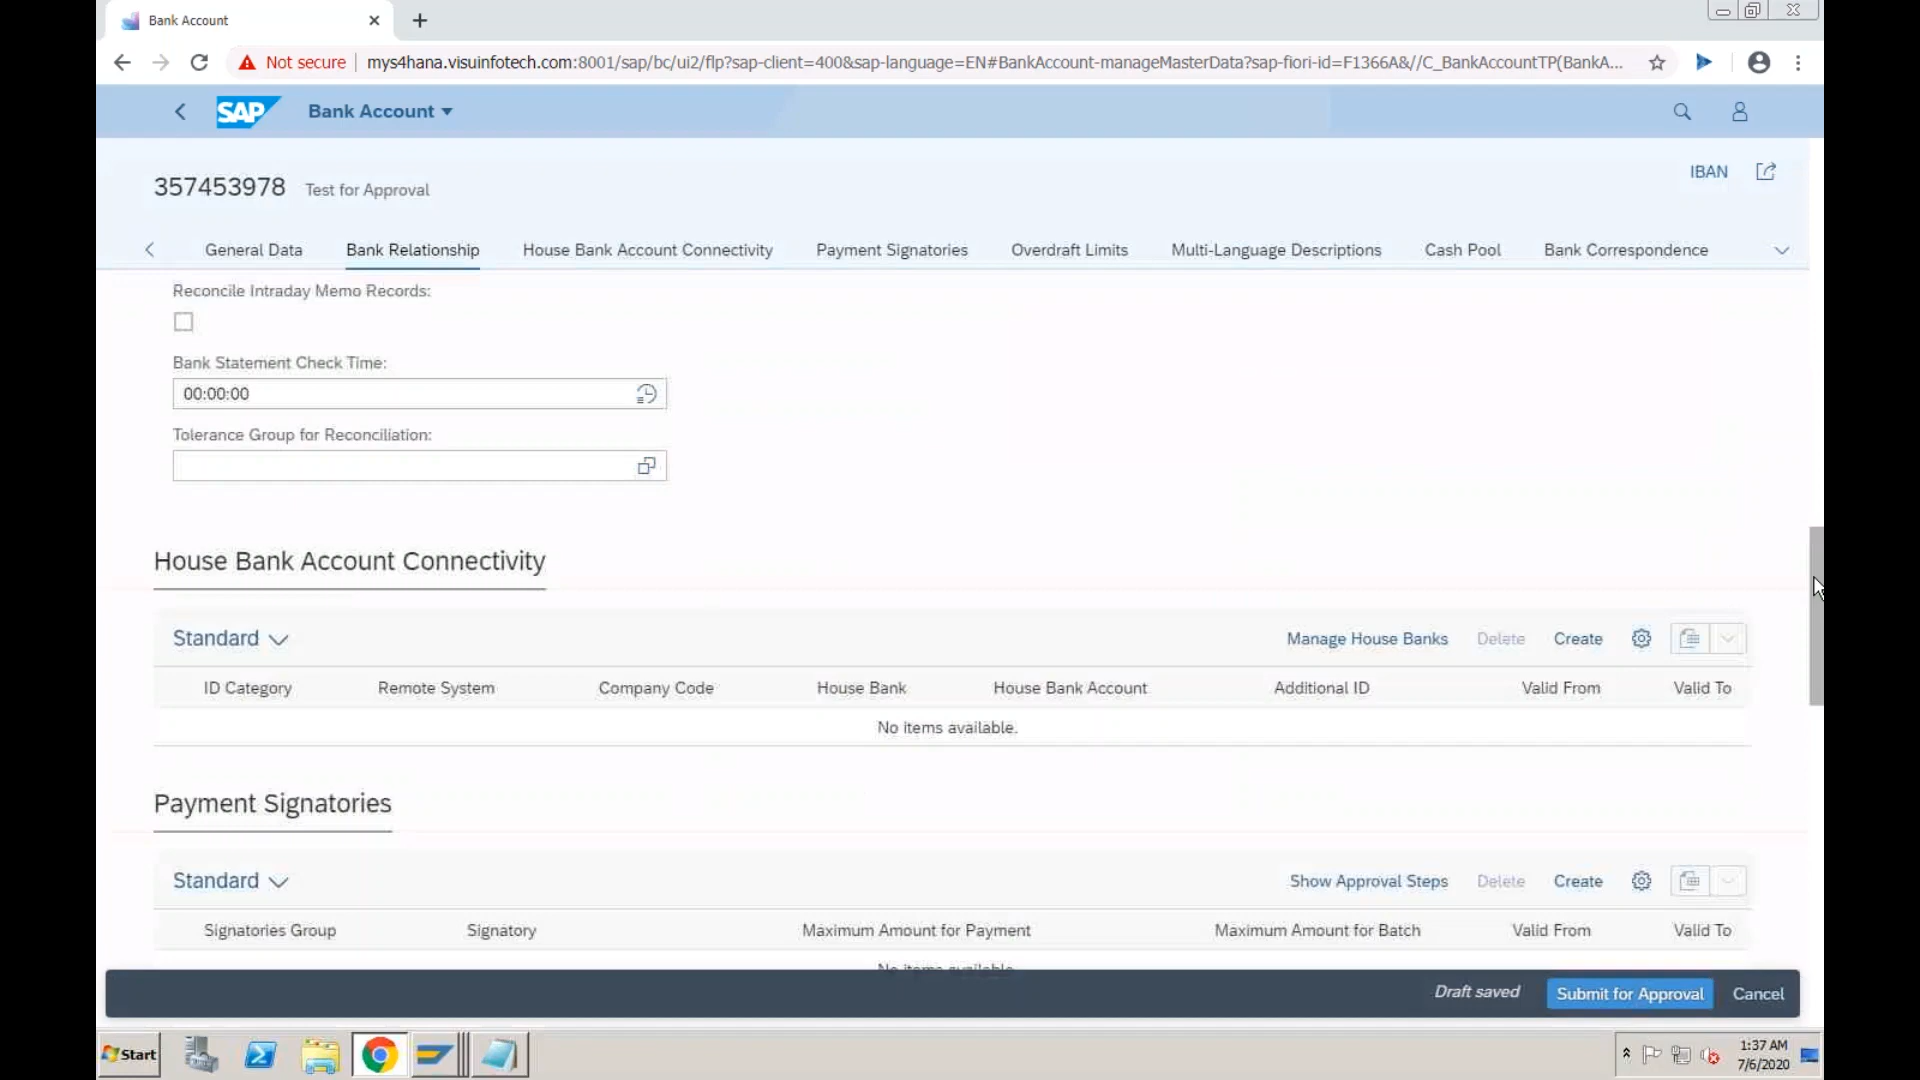 Bank Account
Not secure
mys4hana.visuinfotech.com:8001/sap/bc/ui2/flp?sap-client=400&sap-language=EN#BankAccount-manageMasterData?sap-fiori-id=F1366A&//C_BankAccountTP(BankA...
SAP Bank Account
357453978 Test for Approval
IBAN
General Data Bank Relationship House Bank Account Connectivity Payment Signatories Overdraft Limits Multi-Language Descriptions Cash Pool Bank Correspondence
Reconcile Intraday Memo Records:
Bank Statement Check Time:
00:00:00
Tolerance Group for Reconciliation:
House Bank Account Connectivity
Standard Manage House Banks Delete Create
ID Category Remote System Company Code House Bank House Bank Account Additional ID Valid From Valid To
No items available.
Payment Signatories
Standard Show Approval Steps Delete Create
Signatories Group Signatory Maximum Amount for Payment Maximum Amount for Batch Valid From Valid To
No items available.
Draft saved Submit for Approval Cancel
Start
1:37 AM
7/6/2020